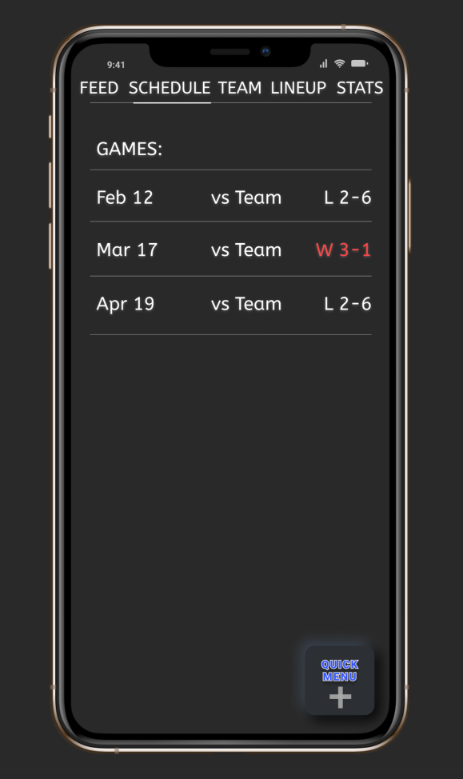 9:41
FEED SCHEDULE TEAM LINEUP STATS
GAMES:
Feb 12 vs Team L 2-6
Mar 17 vs Team W 3-1
Apr 19 vs Team L 2-6
QUICK
MENU
+